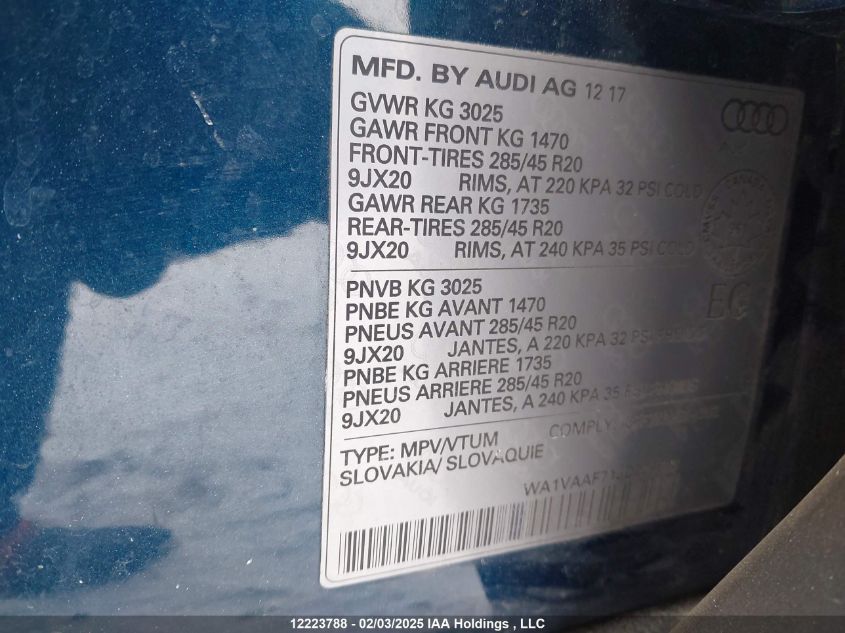 MFD. BY AUDI AG 12 17
GVWR KG 3025
GAWR FRONT KG 1470
FRONT-TIRES 285/45 R20
9JX20 RIMS, AT 220 KPA 32 PSI COLD
GAWR REAR KG 1735
REAR-TIRES 285/45 R20
9JX20 RIMS, AT 240 KPA 35 PSI COLD
PNVB KG 3025
PNBE KG AVANT 1470
PNEUS AVANT 285/45 R20
9JX20 JANTES, A 220 KPA 32 PSI
PNBE KG ARRIERE 1735
PNEUS ARRIERE 285/45 R20
9JX20 JANTES, A 240 KPA 35
EC
COMPLY
TYPE: MPV/VTUM
SLOVAKIA/ SLOVAQUIE
12223788 - 02/03/2025 IAA Holdings , LLC